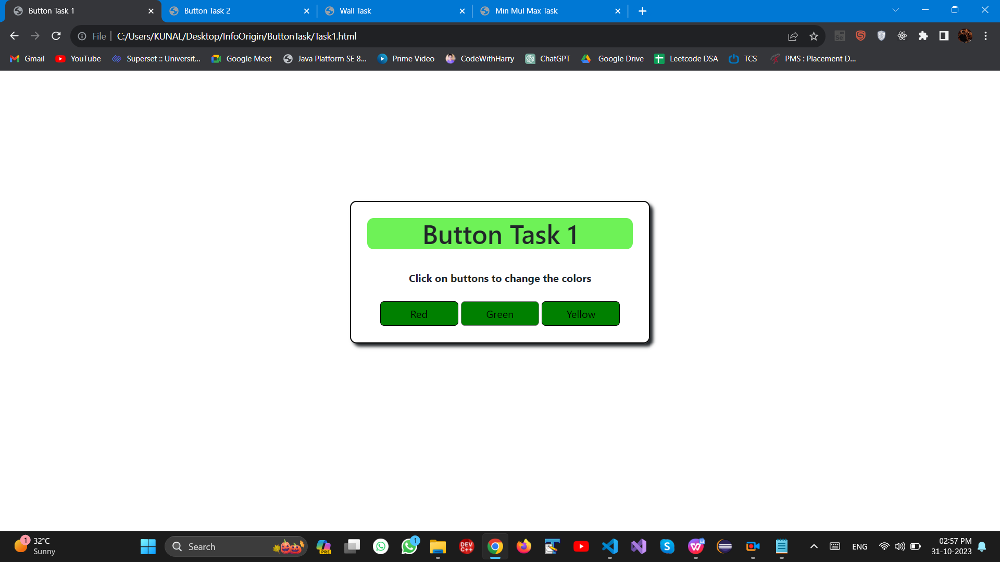 Button Task 1
Button Task 2
Wall Task
Min Mul Max Task
File
C:/Users/KUNAL/Desktop/InfoOrigin/ButtonTask/Task1.html
Gmail
YouTube
Superset :: Universit...
Google Meet
Java Platform SE 8...
Prime Video
CodeWithHarry
ChatGPT
Google Drive
Leetcode DSA
TCS
PMS : Placement D...
Button Task 1
Click on buttons to change the colors
Red
Green
Yellow
1
32°C
Sunny
Search
PRE
1
DEV
C++
ENG
02:57 PM
31-10-2023